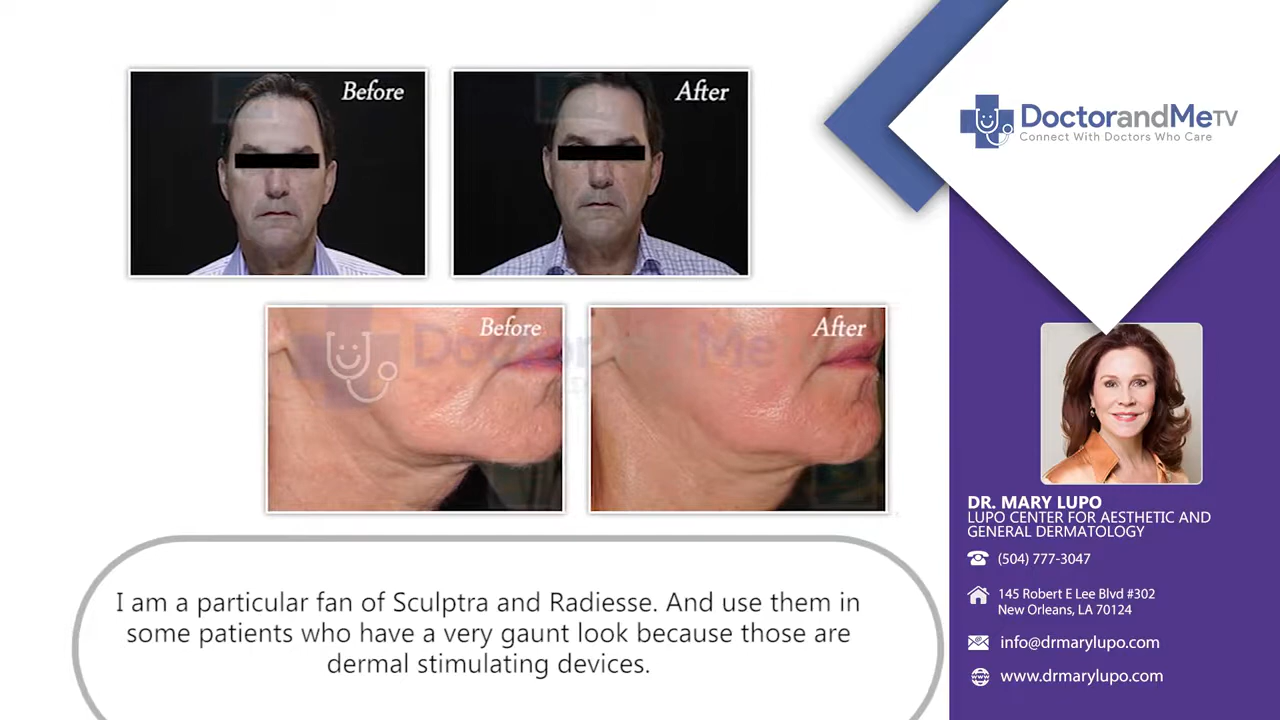 Before
After
DoctorandMeTV
Connect With Doctors Who Care
Before
After
Doctor and Me
DR. MARY LUPO
LUPO CENTER FOR AESTHETIC AND
GENERAL DERMATOLOGY
(504) 777-3047
145 Robert E Lee Blvd #302
New Orleans, LA 70124
info@drmarylupo.com
www.drmarylupo.com
I am a particular fan of Sculptra and Radiesse. And use them in
some patients who have a very gaunt look because those are
dermal stimulating devices.